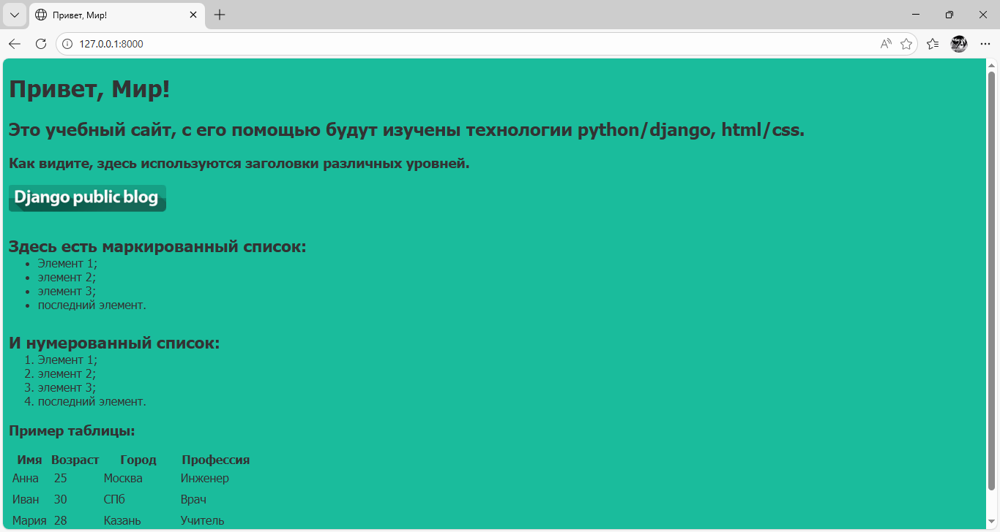 Привет, Мир!
127.0.0.1:8000
Привет, Мир!
Это учебный сайт, с его помощью будут изучены технологии python/django, html/css.
Как видите, здесь используются заголовки различных уровней.
Django public blog
Здесь есть маркированный список:
• Элемент 1;
• элемент 2;
• элемент 3;
• последний элемент.
И нумерованный список:
1. Элемент 1;
2. элемент 2;
3. элемент 3;
4. последний элемент.
Пример таблицы:
Имя Возраст Город Профессия
Анна 25 Москва Инженер
Иван 30 СПб Врач
Мария 28 Казань Учитель